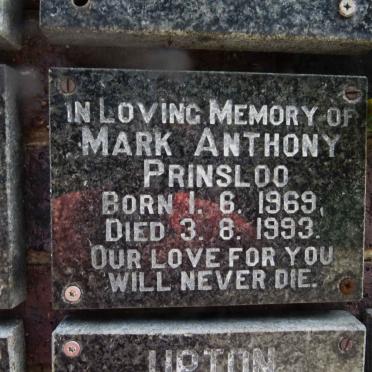 IN LOVING MEMORY OF
MARK ANTHONY
PRINSLOO
BORN 1. 6. 1969.
DIED 3. 8. 1993.
OUR LOVE FOR YOU
WILL NEVER DIE.
UPTON